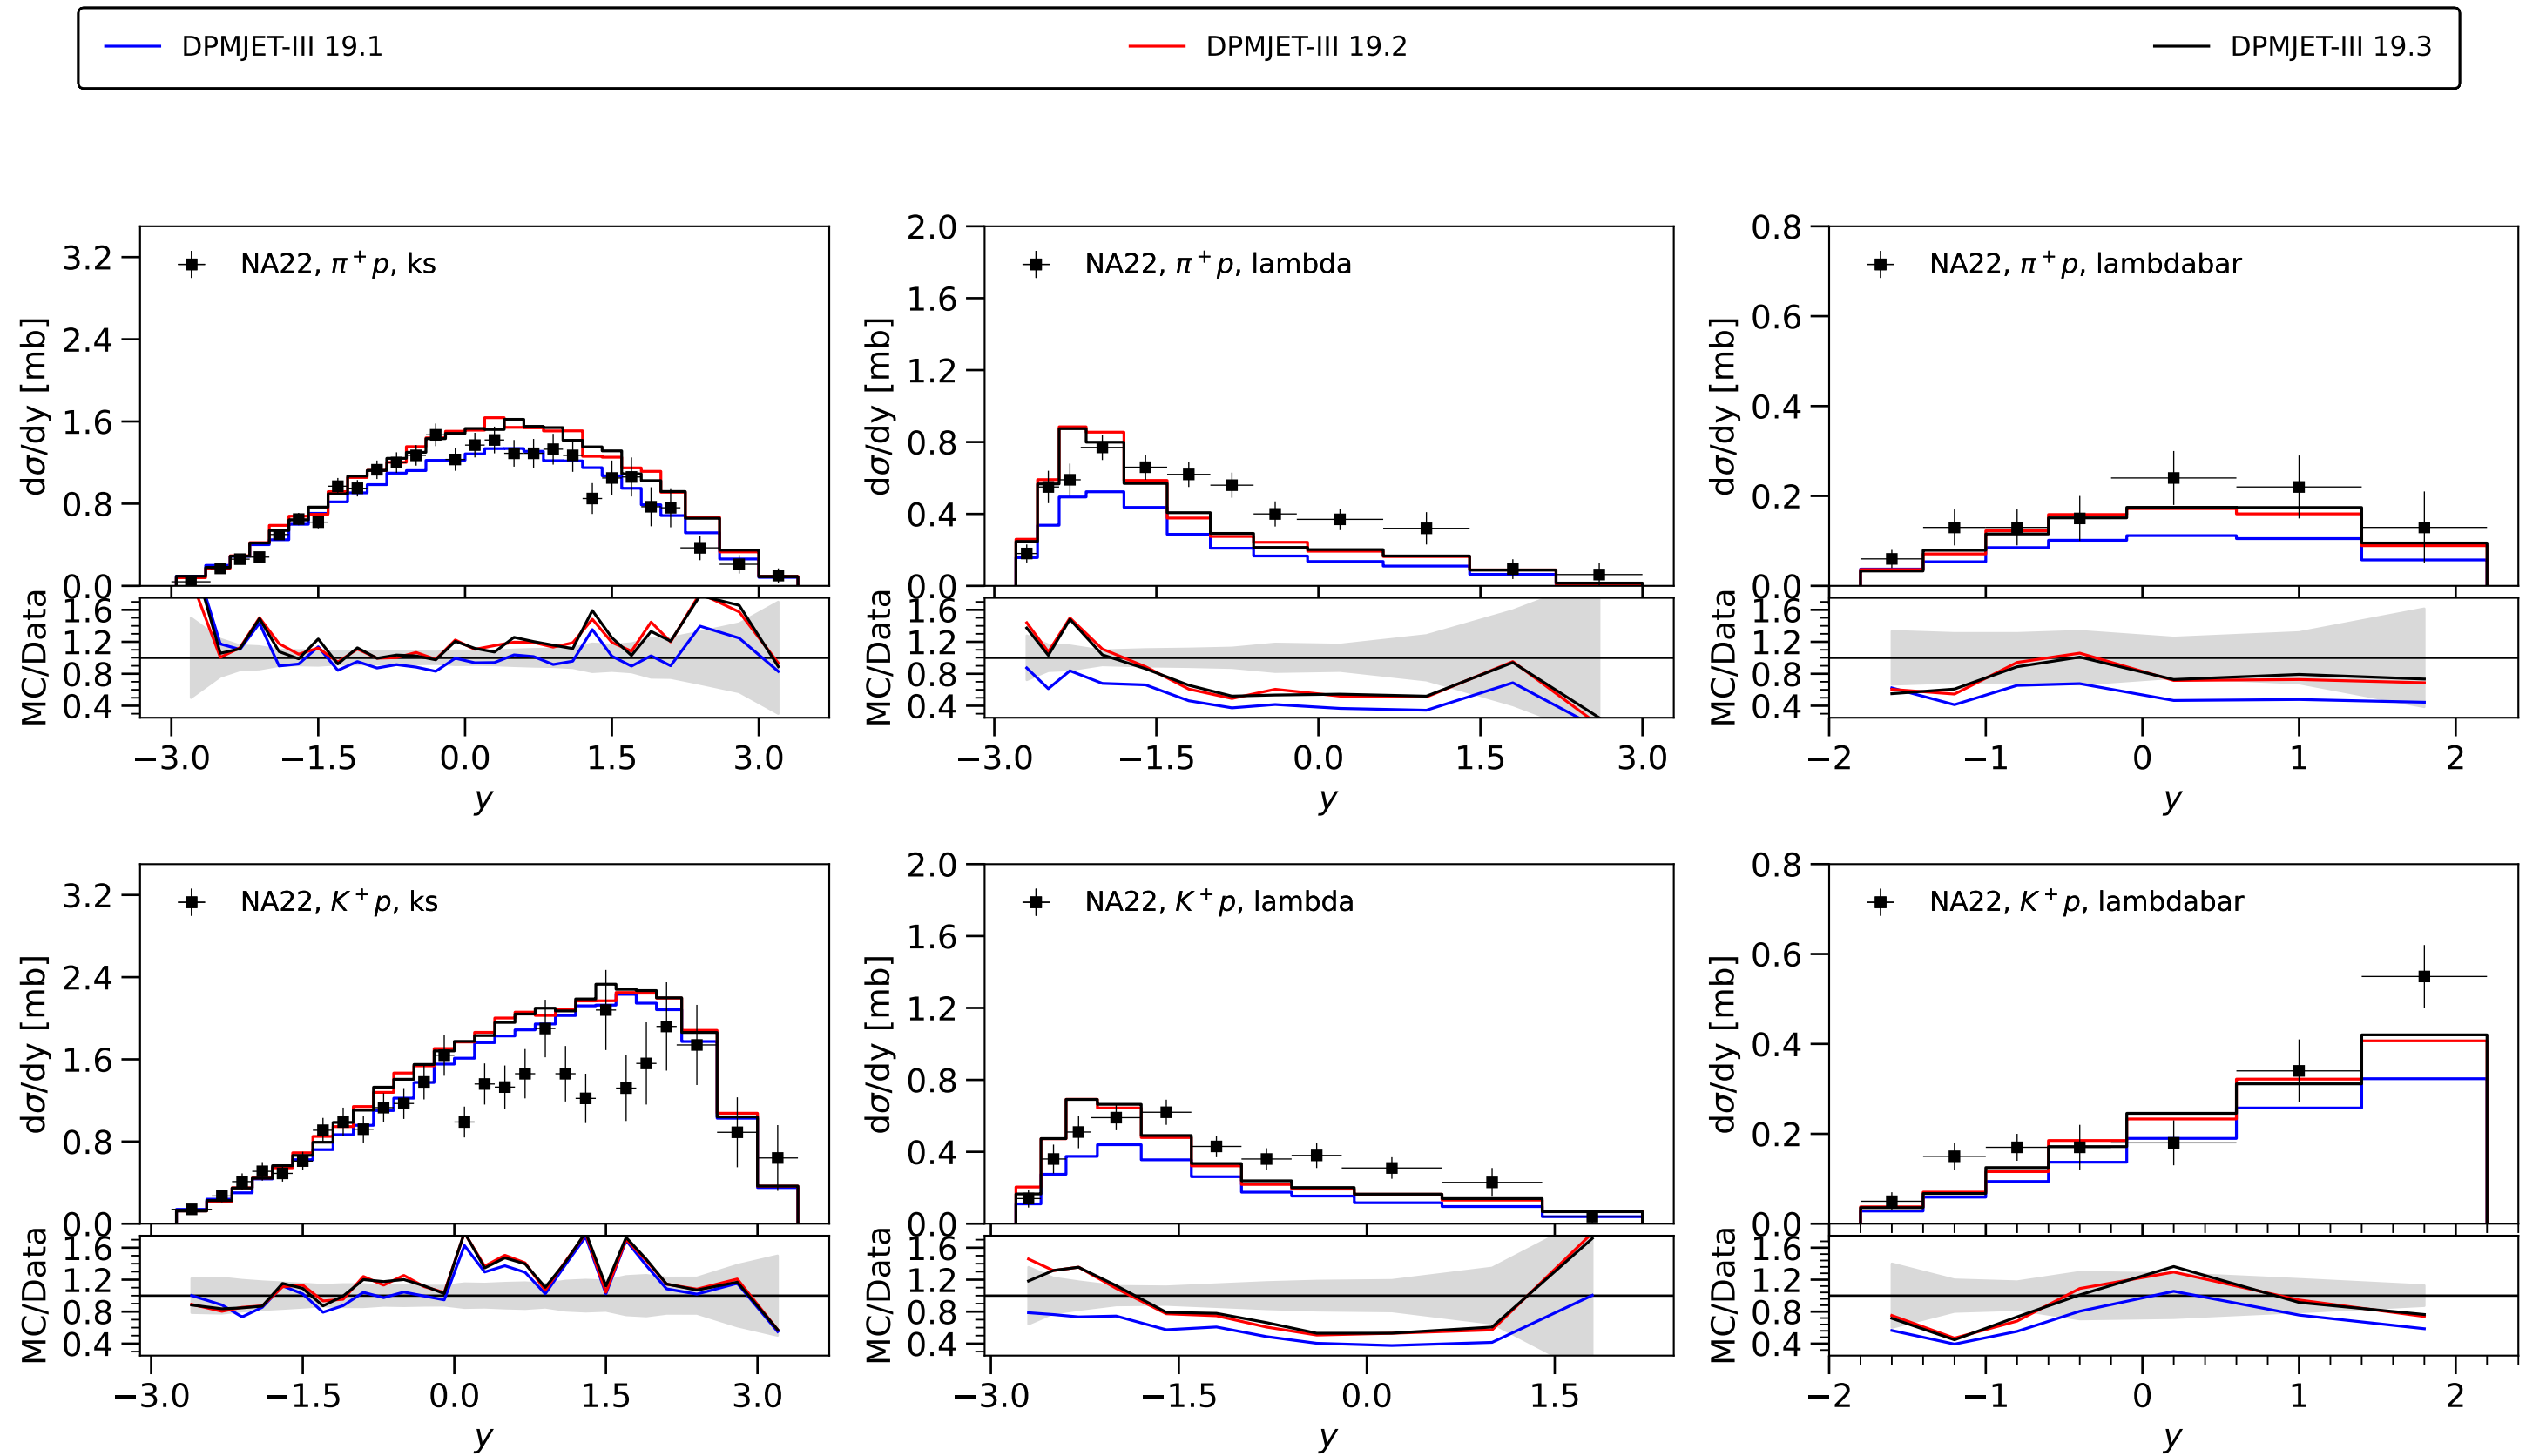 DPMJET-III 19.1 DPMJET-III 19.2 DPMJET-III 19.3
NA22, π⁺p, ks
dσ/dy [mb]
3.2
2.4
1.6
0.8
0.0
MC/Data
1.6
1.2
0.8
0.4
−3.0 −1.5 0.0 1.5 3.0
y
NA22, π⁺p, lambda
dσ/dy [mb]
2.0
1.6
1.2
0.8
0.4
0.0
MC/Data
1.6
1.2
0.8
0.4
−3.0 −1.5 0.0 1.5 3.0
y
NA22, π⁺p, lambdabar
dσ/dy [mb]
0.8
0.6
0.4
0.2
0.0
MC/Data
1.6
1.2
0.8
0.4
−2 −1 0 1 2
y
NA22, K⁺p, ks
dσ/dy [mb]
3.2
2.4
1.6
0.8
0.0
MC/Data
1.6
1.2
0.8
0.4
−3.0 −1.5 0.0 1.5 3.0
y
NA22, K⁺p, lambda
dσ/dy [mb]
2.0
1.6
1.2
0.8
0.4
0.0
MC/Data
1.6
1.2
0.8
0.4
−3.0 −1.5 0.0 1.5
y
NA22, K⁺p, lambdabar
dσ/dy [mb]
0.8
0.6
0.4
0.2
0.0
MC/Data
1.6
1.2
0.8
0.4
−2 −1 0 1 2
y